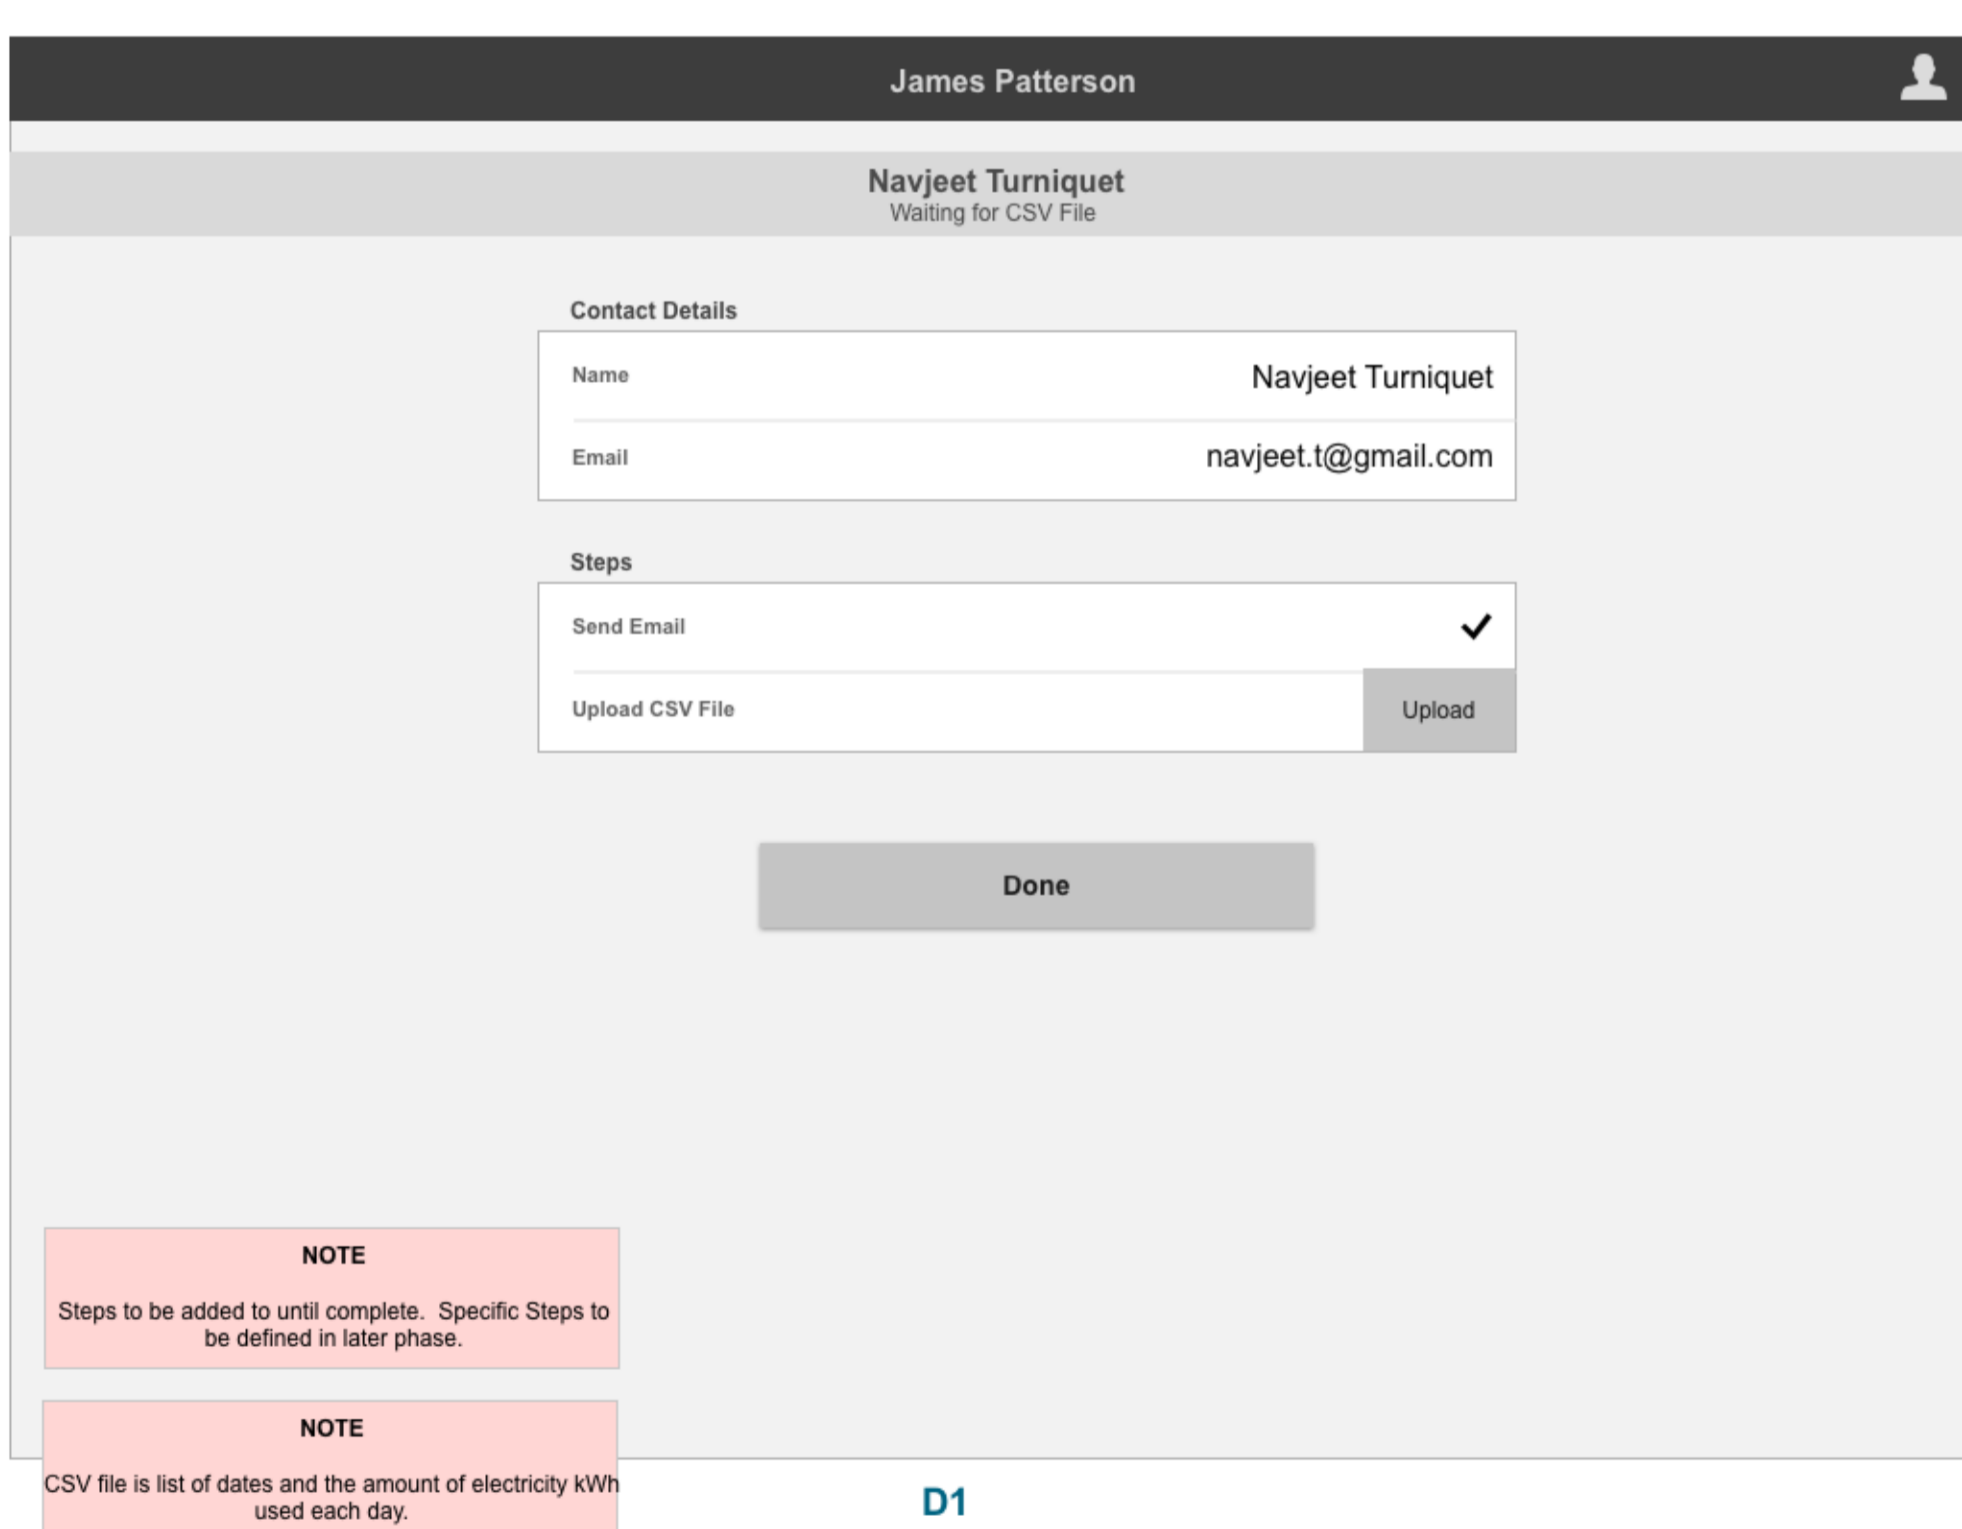 James Patterson
Navjeet Turniquet
Waiting for CSV File
Contact Details
Name
Navjeet Turniquet
Email
navjeet.t@gmail.com
Steps
Send Email
Upload CSV File
Upload
Done
NOTE
Steps to be added to until complete.  Specific Steps to
be defined in later phase.
NOTE
CSV file is list of dates and the amount of electricity kWh
used each day.
D1